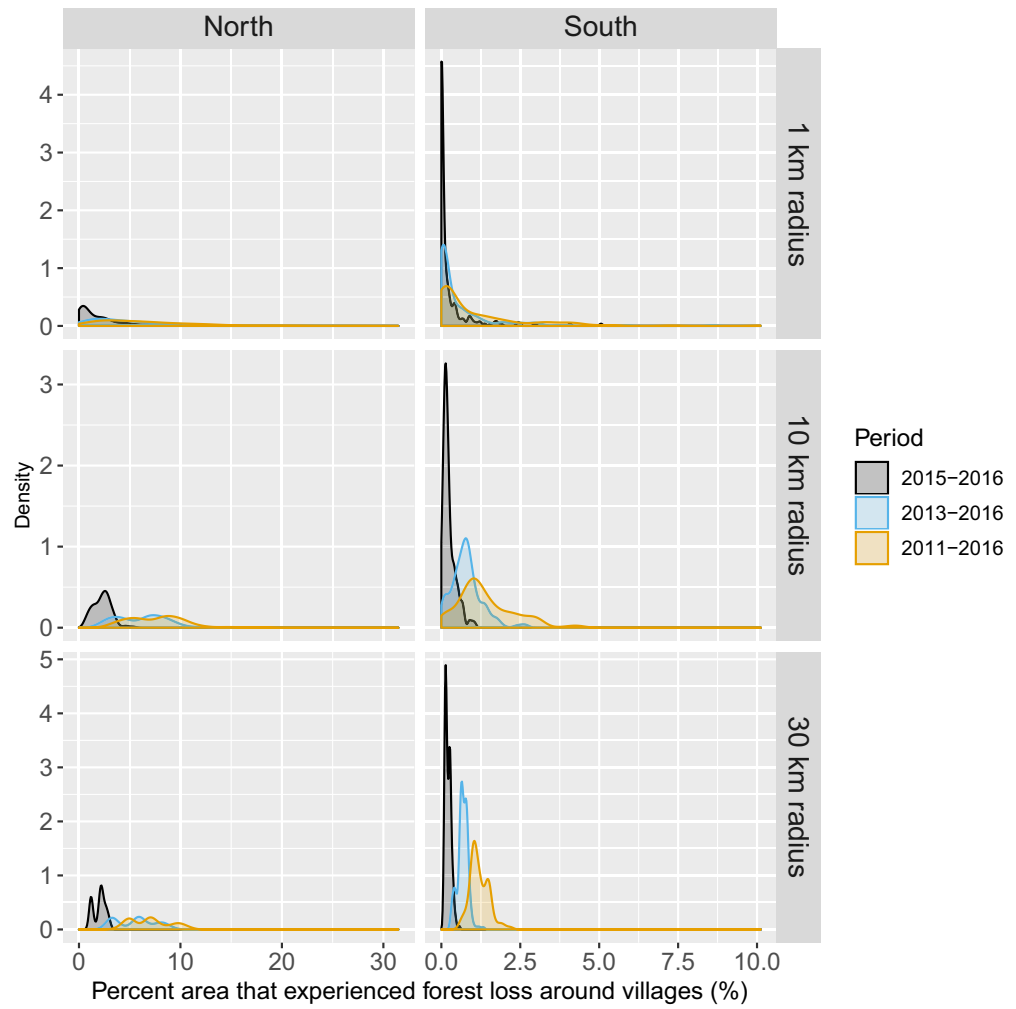 North South
4
3
2
1
0
1 km radius
3
2
1
0
10 km radius
5
4
3
2
1
0
30 km radius
Density
0 10 20 30 0.0 2.5 5.0 7.5 10.0
Percent area that experienced forest loss around villages (%)
Period
2015−2016
2013−2016
2011−2016